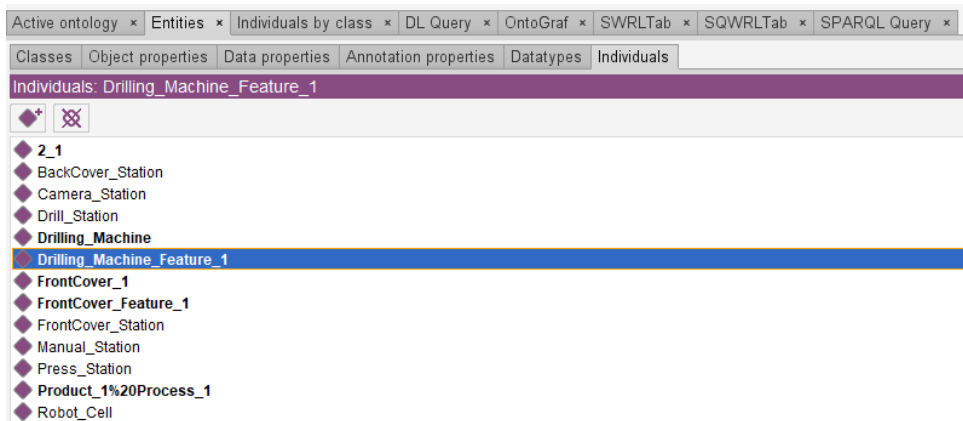 Active ontology × Entities × Individuals by class × DL Query × OntoGraf × SWRLTab × SQWRLTab × SPARQL Query ×
Classes Object properties Data properties Annotation properties Datatypes Individuals
Individuals: Drilling_Machine_Feature_1
2_1
BackCover_Station
Camera_Station
Drill_Station
Drilling_Machine
Drilling_Machine_Feature_1
FrontCover_1
FrontCover_Feature_1
FrontCover_Station
Manual_Station
Press_Station
Product_1%20Process_1
Robot_Cell